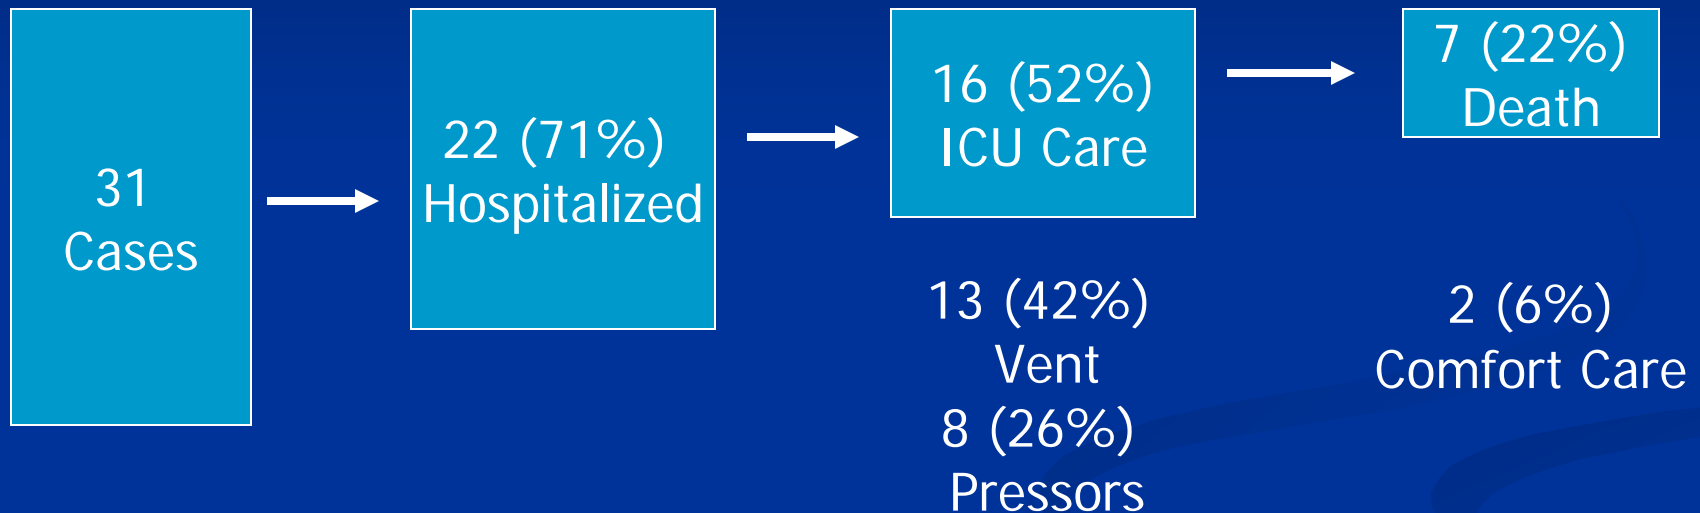 31
Cases
22 (71%)
Hospitalized
16 (52%)
ICU Care
13 (42%)
Vent
8 (26%)
Pressors
7 (22%)
Death
2 (6%)
Comfort Care